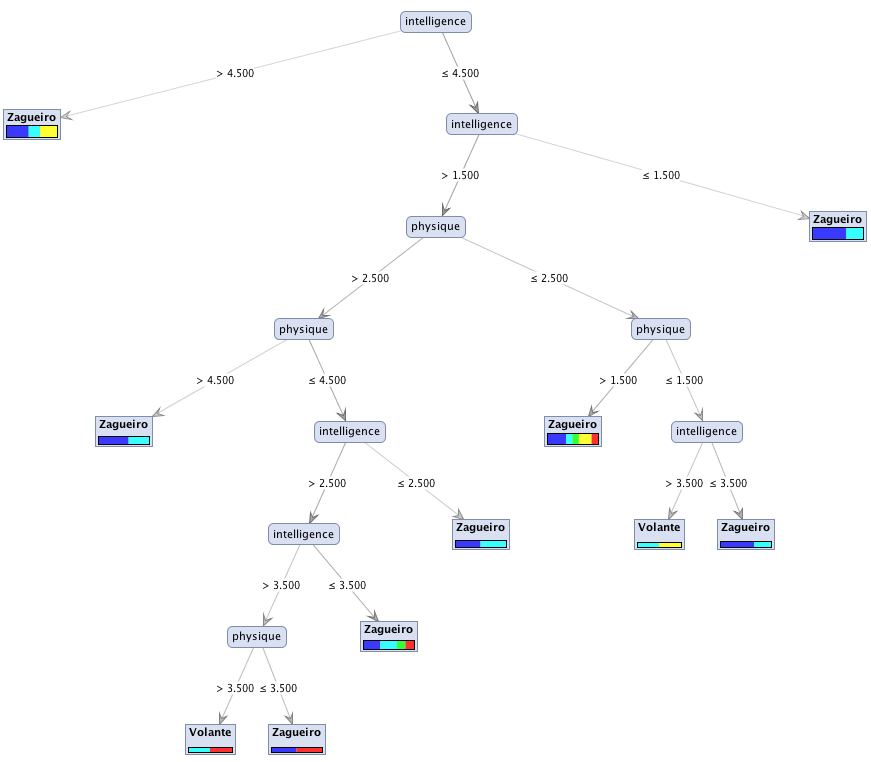 intelligence
> 4.500
≤ 4.500
Zagueiro
intelligence
> 1.500
≤ 1.500
physique
Zagueiro
> 2.500
≤ 2.500
physique
physique
> 4.500
≤ 4.500
> 1.500
≤ 1.500
Zagueiro
intelligence
Zagueiro
intelligence
> 2.500
≤ 2.500
> 3.500
≤ 3.500
intelligence
Zagueiro
Volante
Zagueiro
> 3.500
≤ 3.500
physique
Zagueiro
> 3.500
≤ 3.500
Volante
Zagueiro